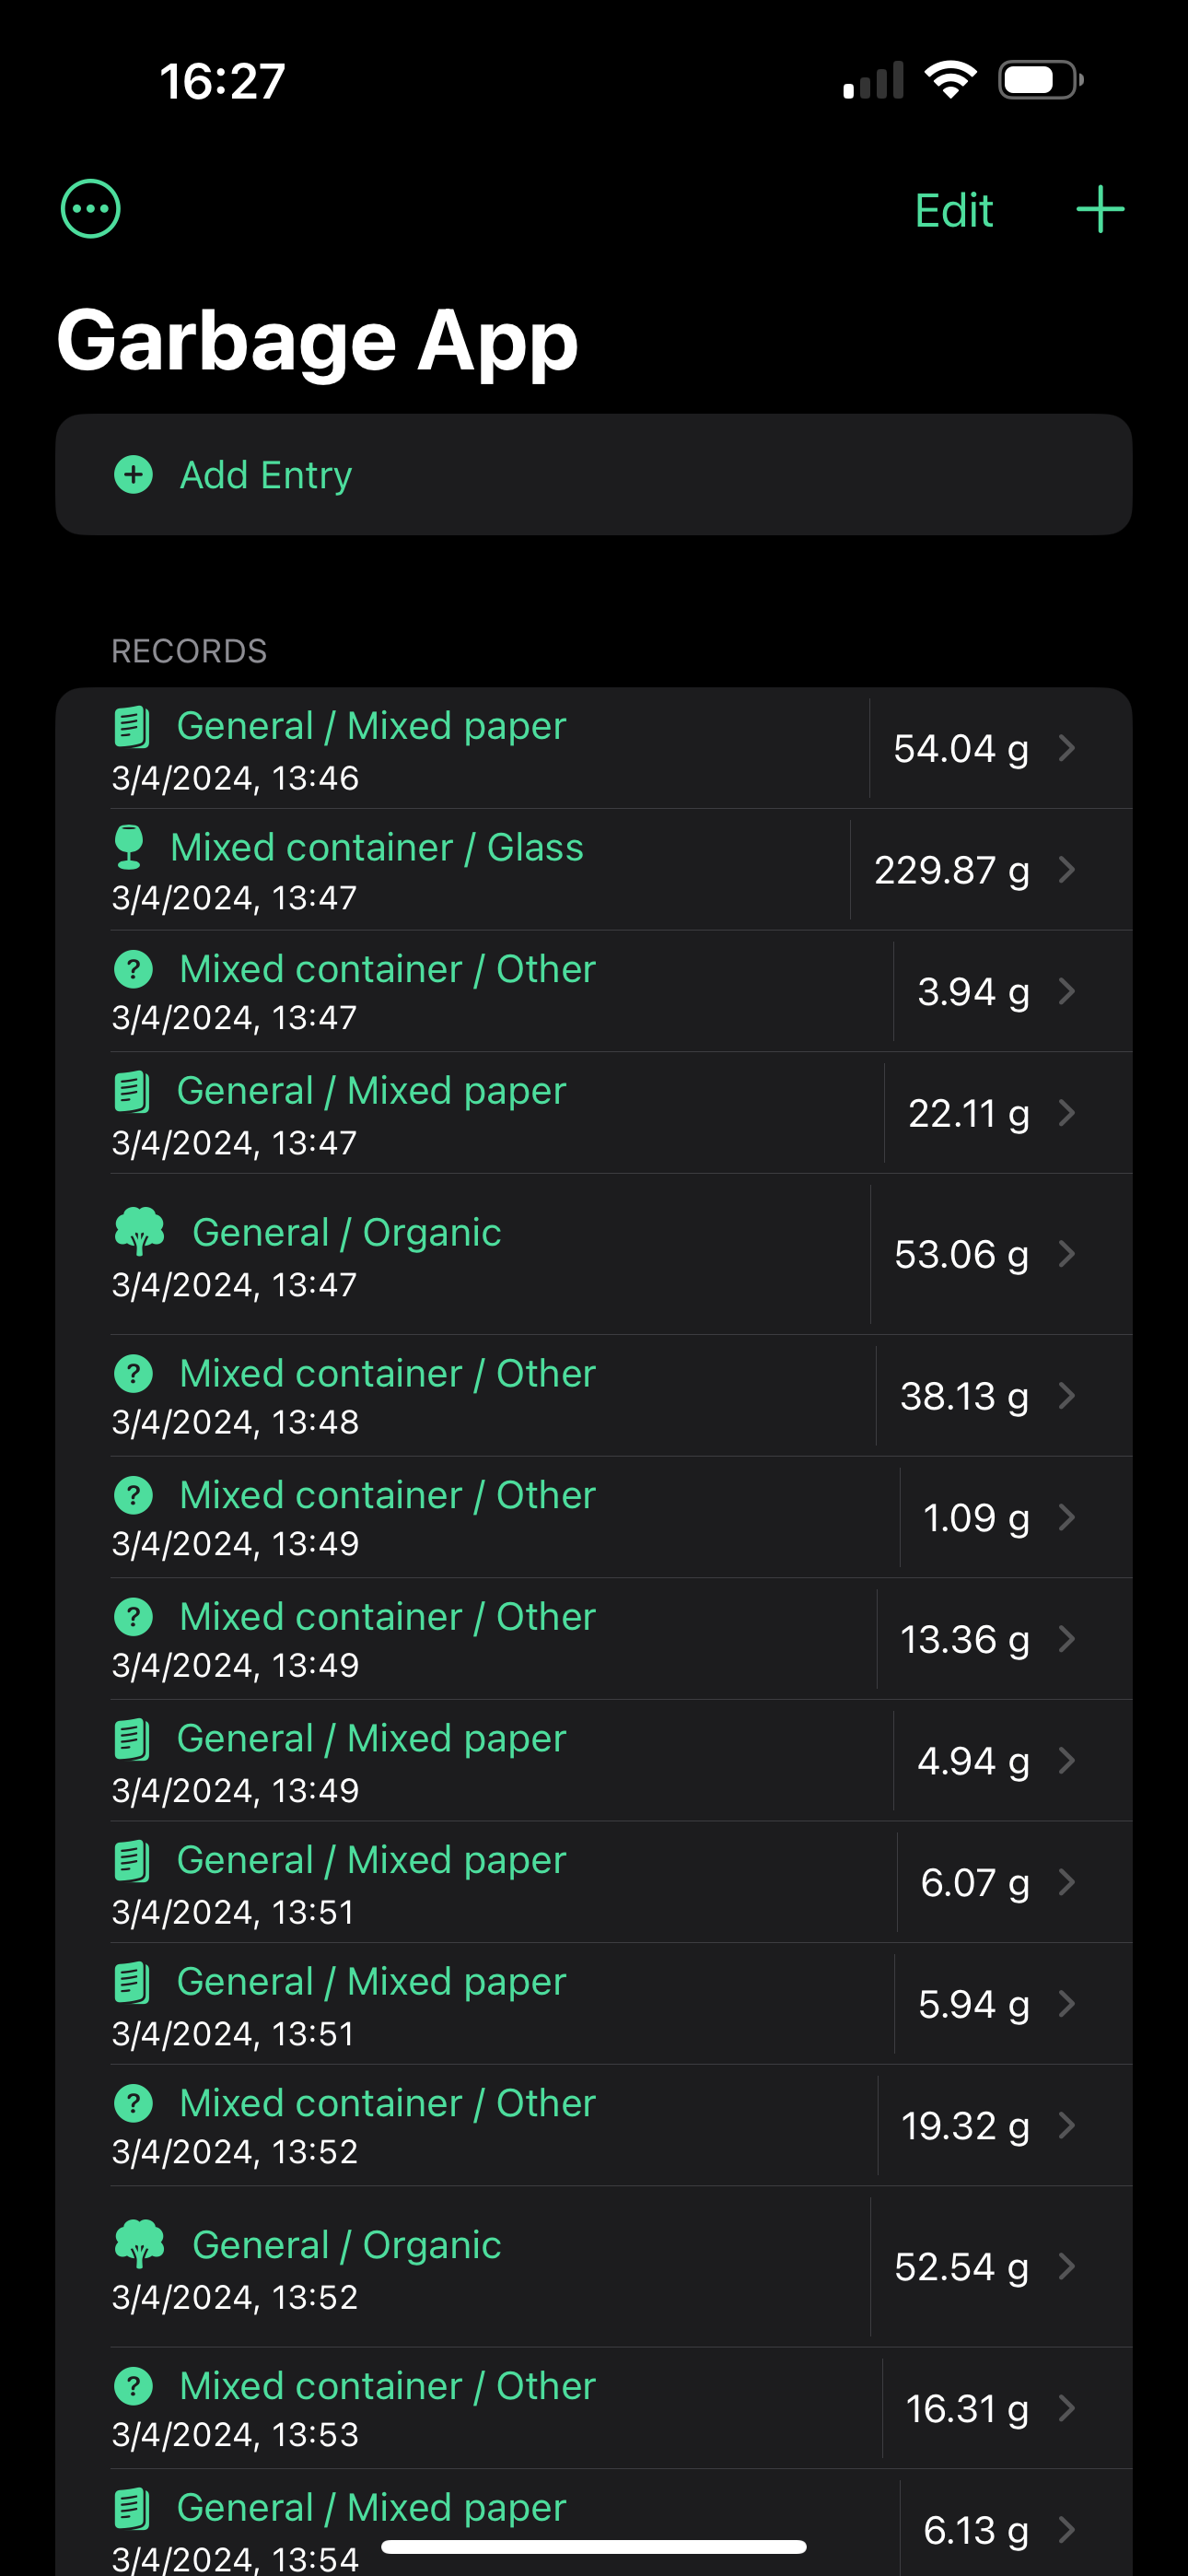 16:27
Edit
Garbage App
Add Entry
RECORDS
General / Mixed paper
3/4/2024, 13:46
54.04 g
Mixed container / Glass
3/4/2024, 13:47
229.87 g
Mixed container / Other
3/4/2024, 13:47
3.94 g
General / Mixed paper
3/4/2024, 13:47
22.11 g
General / Organic
3/4/2024, 13:47
53.06 g
Mixed container / Other
3/4/2024, 13:48
38.13 g
Mixed container / Other
3/4/2024, 13:49
1.09 g
Mixed container / Other
3/4/2024, 13:49
13.36 g
General / Mixed paper
3/4/2024, 13:49
4.94 g
General / Mixed paper
3/4/2024, 13:51
6.07 g
General / Mixed paper
3/4/2024, 13:51
5.94 g
Mixed container / Other
3/4/2024, 13:52
19.32 g
General / Organic
3/4/2024, 13:52
52.54 g
Mixed container / Other
3/4/2024, 13:53
16.31 g
General / Mixed paper
3/4/2024, 13:54
6.13 g